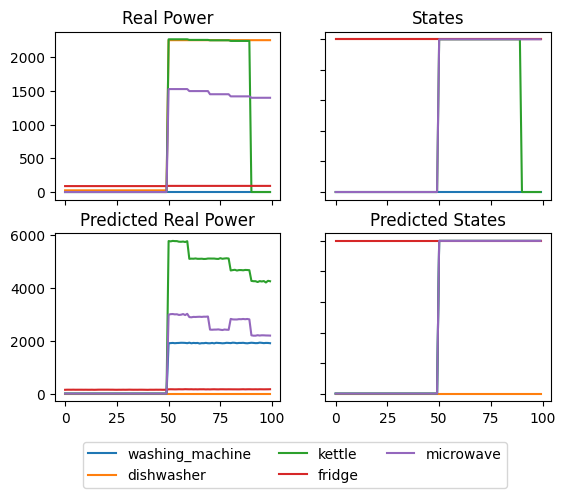 Real Power
States
2000
1500
1000
500
0
Predicted Real Power
Predicted States
6000
4000
2000
0
0 25 50 75 100
0 25 50 75 100
washing_machine kettle microwave
dishwasher fridge